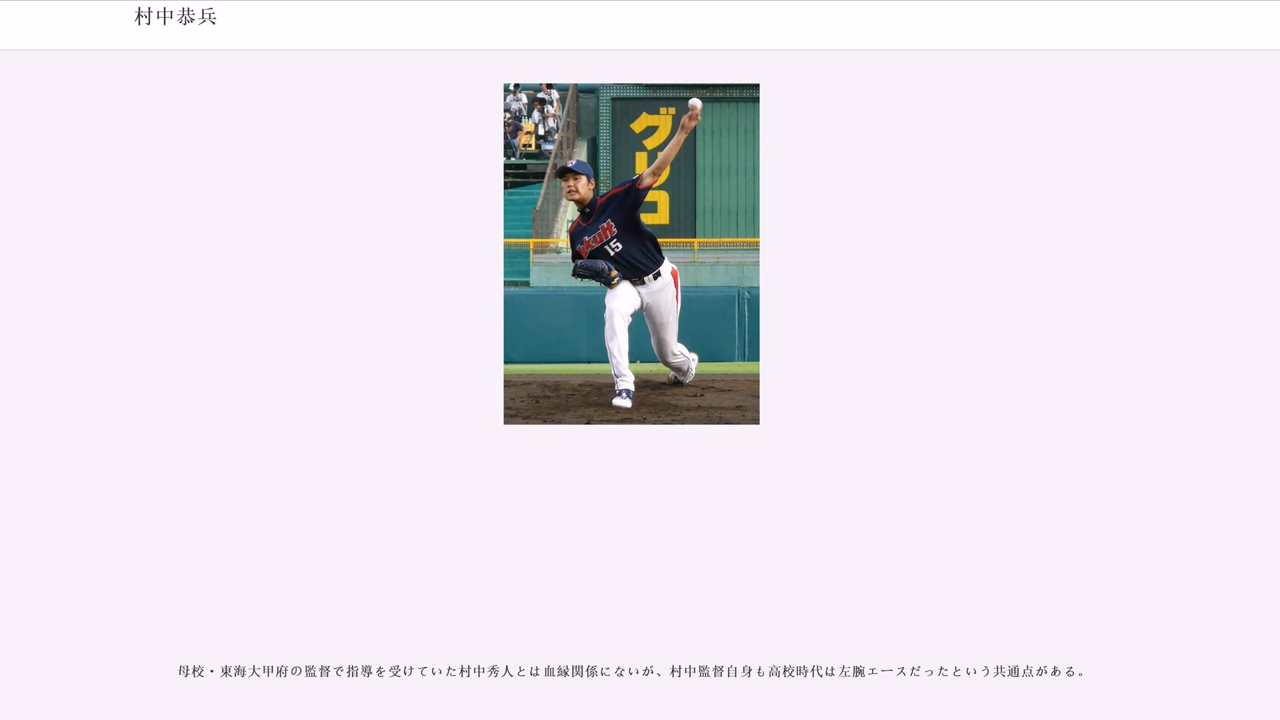 村中恭兵
グリコ
15
母校・東海大甲府の監督で指導を受けていた村中秀人とは血縁関係にないが、村中監督自身も高校時代は左腕エースだったという共通点がある。